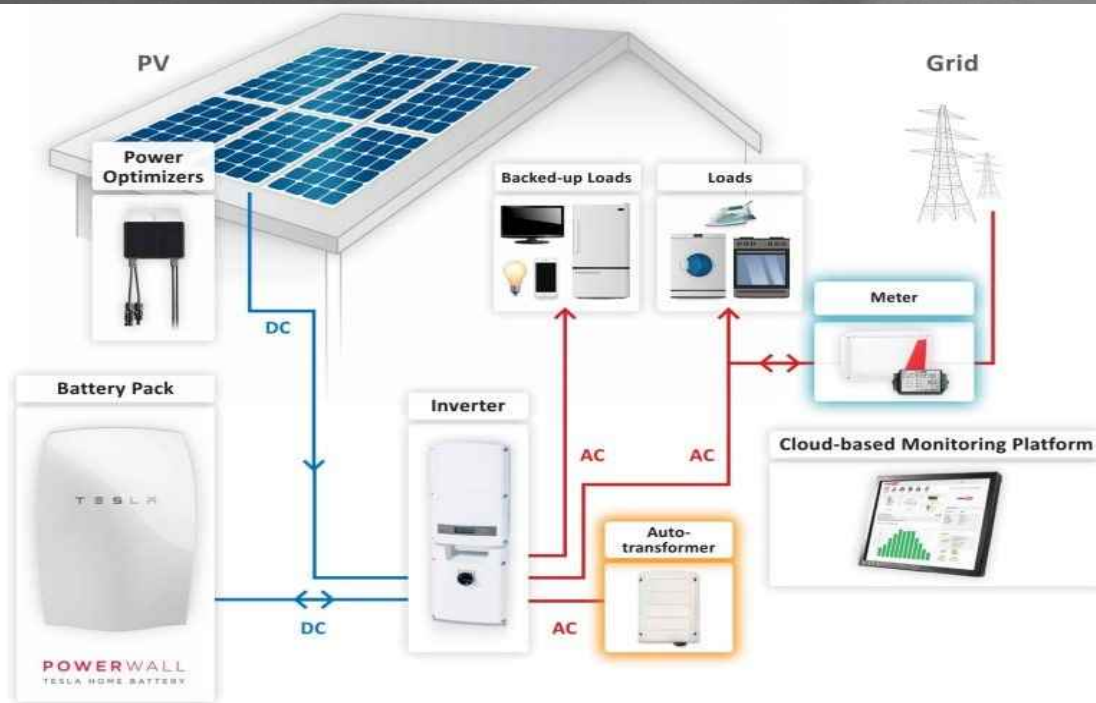 PV
Grid
Power
Optimizers
Backed-up Loads
Loads
DC
Meter
Battery Pack
Inverter
AC
AC
Cloud-based Monitoring Platform
TESLA
Auto-
transformer
DC
AC
POWERWALL
TESLA HOME BATTERY